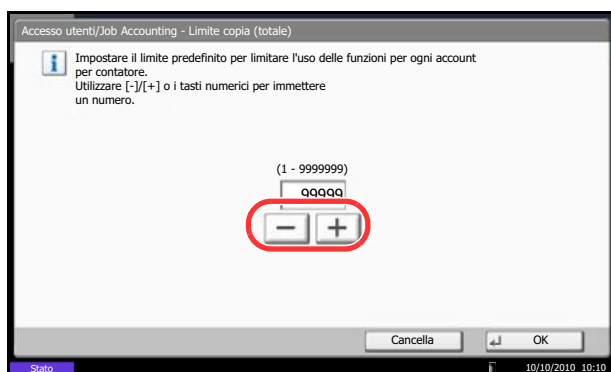 Accesso utenti/Job Accounting - Limite copia (totale)
Impostare il limite predefinito per limitare l'uso delle funzioni per ogni account
per contatore.
Utilizzare [-]/[+] o i tasti numerici per immettere
un numero.
(1 - 9999999)
99999
Cancella
OK
Stato
10/10/2010 10:10